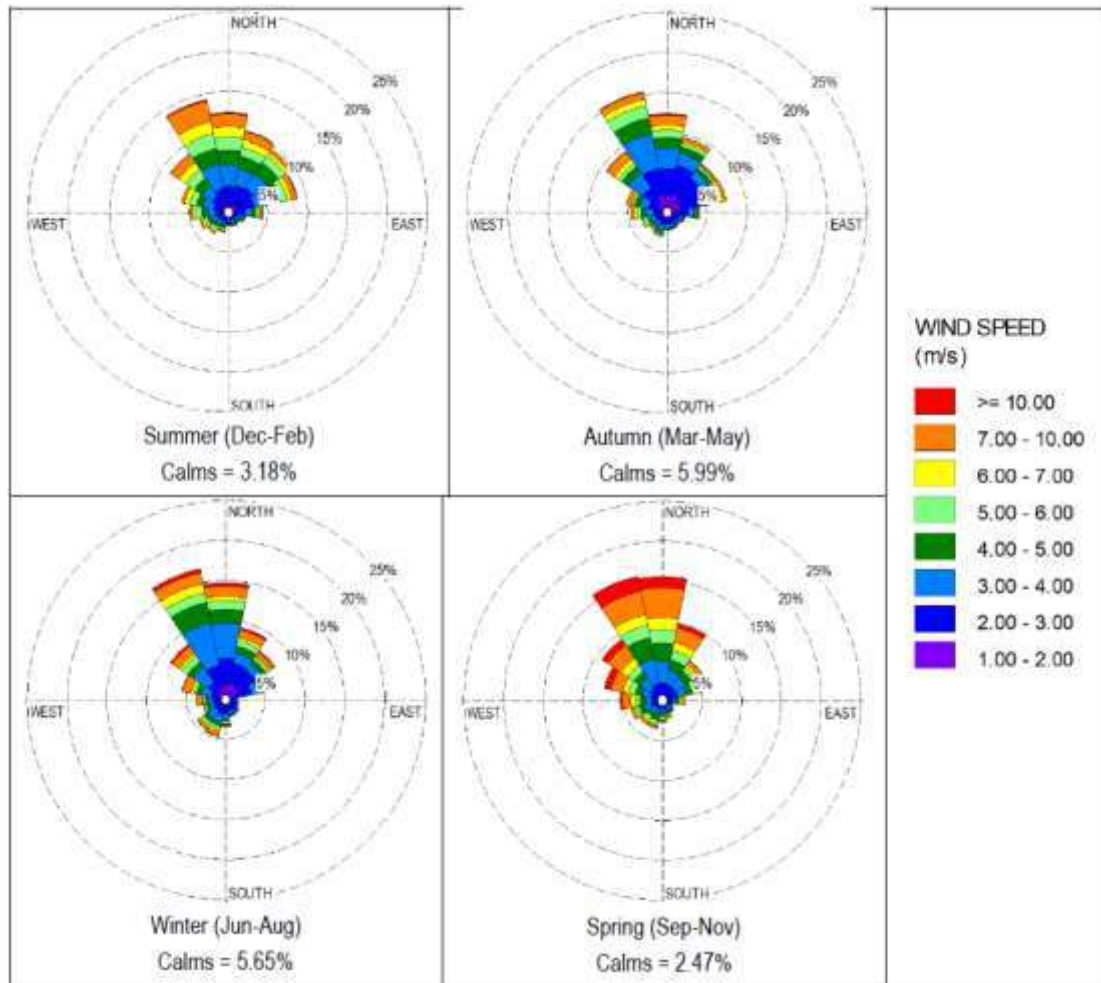 NORTH
25%
20%
15%
10%
5%
WEST
EAST
SOUTH
Summer (Dec-Feb)
Calms = 3.18%
NORTH
25%
20%
15%
10%
5%
WEST
EAST
SOUTH
Autumn (Mar-May)
Calms = 5.99%
NORTH
25%
20%
15%
10%
5%
WEST
EAST
SOUTH
Winter (Jun-Aug)
Calms = 5.65%
NORTH
25%
20%
15%
10%
5%
WEST
EAST
SOUTH
Spring (Sep-Nov)
Calms = 2.47%
WIND SPEED
(m/s)
>= 10.00
7.00 - 10.00
6.00 - 7.00
5.00 - 6.00
4.00 - 5.00
3.00 - 4.00
2.00 - 3.00
1.00 - 2.00